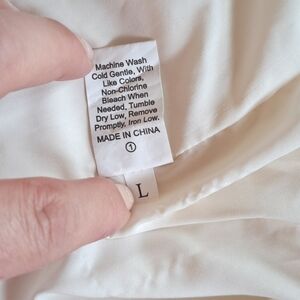 Machine Wash
Cold Gentle, With
Like Colors,
Non-Chlorine
Bleach When
Needed, Tumble
Dry Low, Remove
Promptly, Iron Low.
MADE IN CHINA
①
L